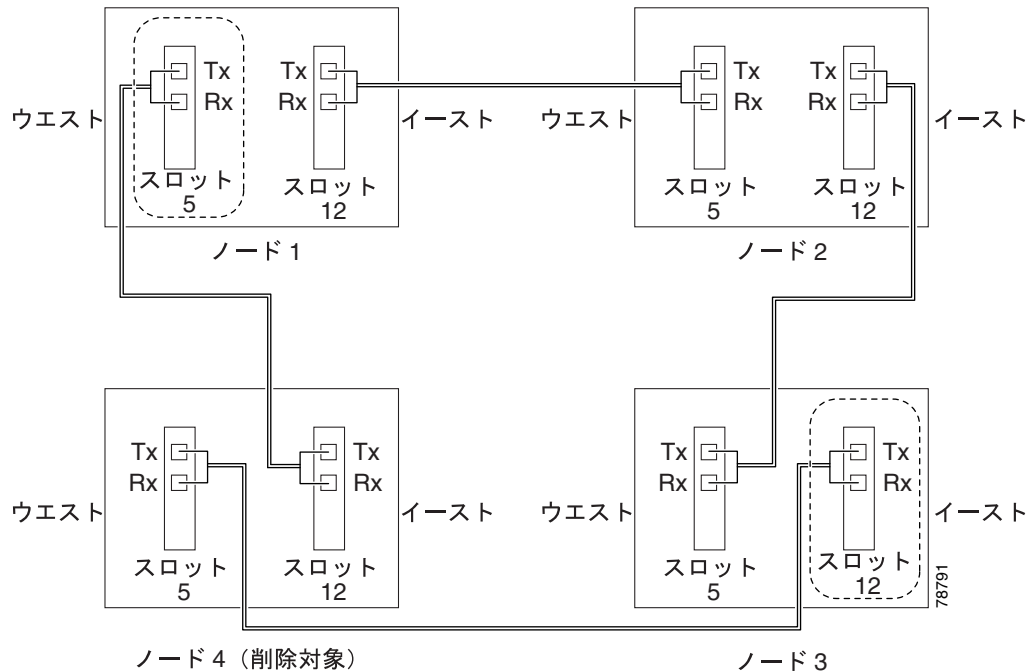 Tx
Rx
ウエスト
スロット
5
Tx
Rx
イースト
スロット
12
ノード 1
Tx
Rx
ウエスト
スロット
5
Tx
Rx
イースト
スロット
12
ノード 2
Tx
Rx
ウエスト
スロット
5
Tx
Rx
イースト
スロット
12
ノード 4（削除対象）
Tx
Rx
ウエスト
スロット
5
Tx
Rx
イースト
スロット
12
78791
ノード 3